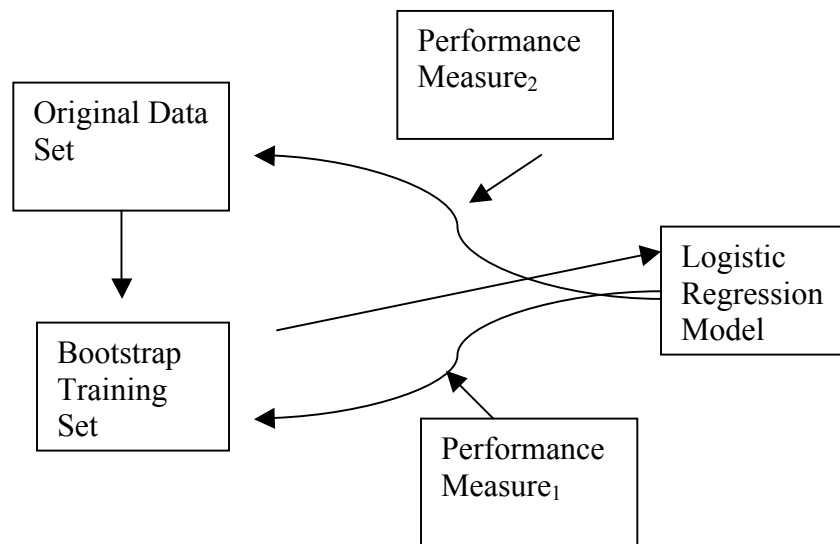 Performance
Measure₂
Original Data
Set
Logistic
Regression
Model
Bootstrap
Training
Set
Performance
Measure₁